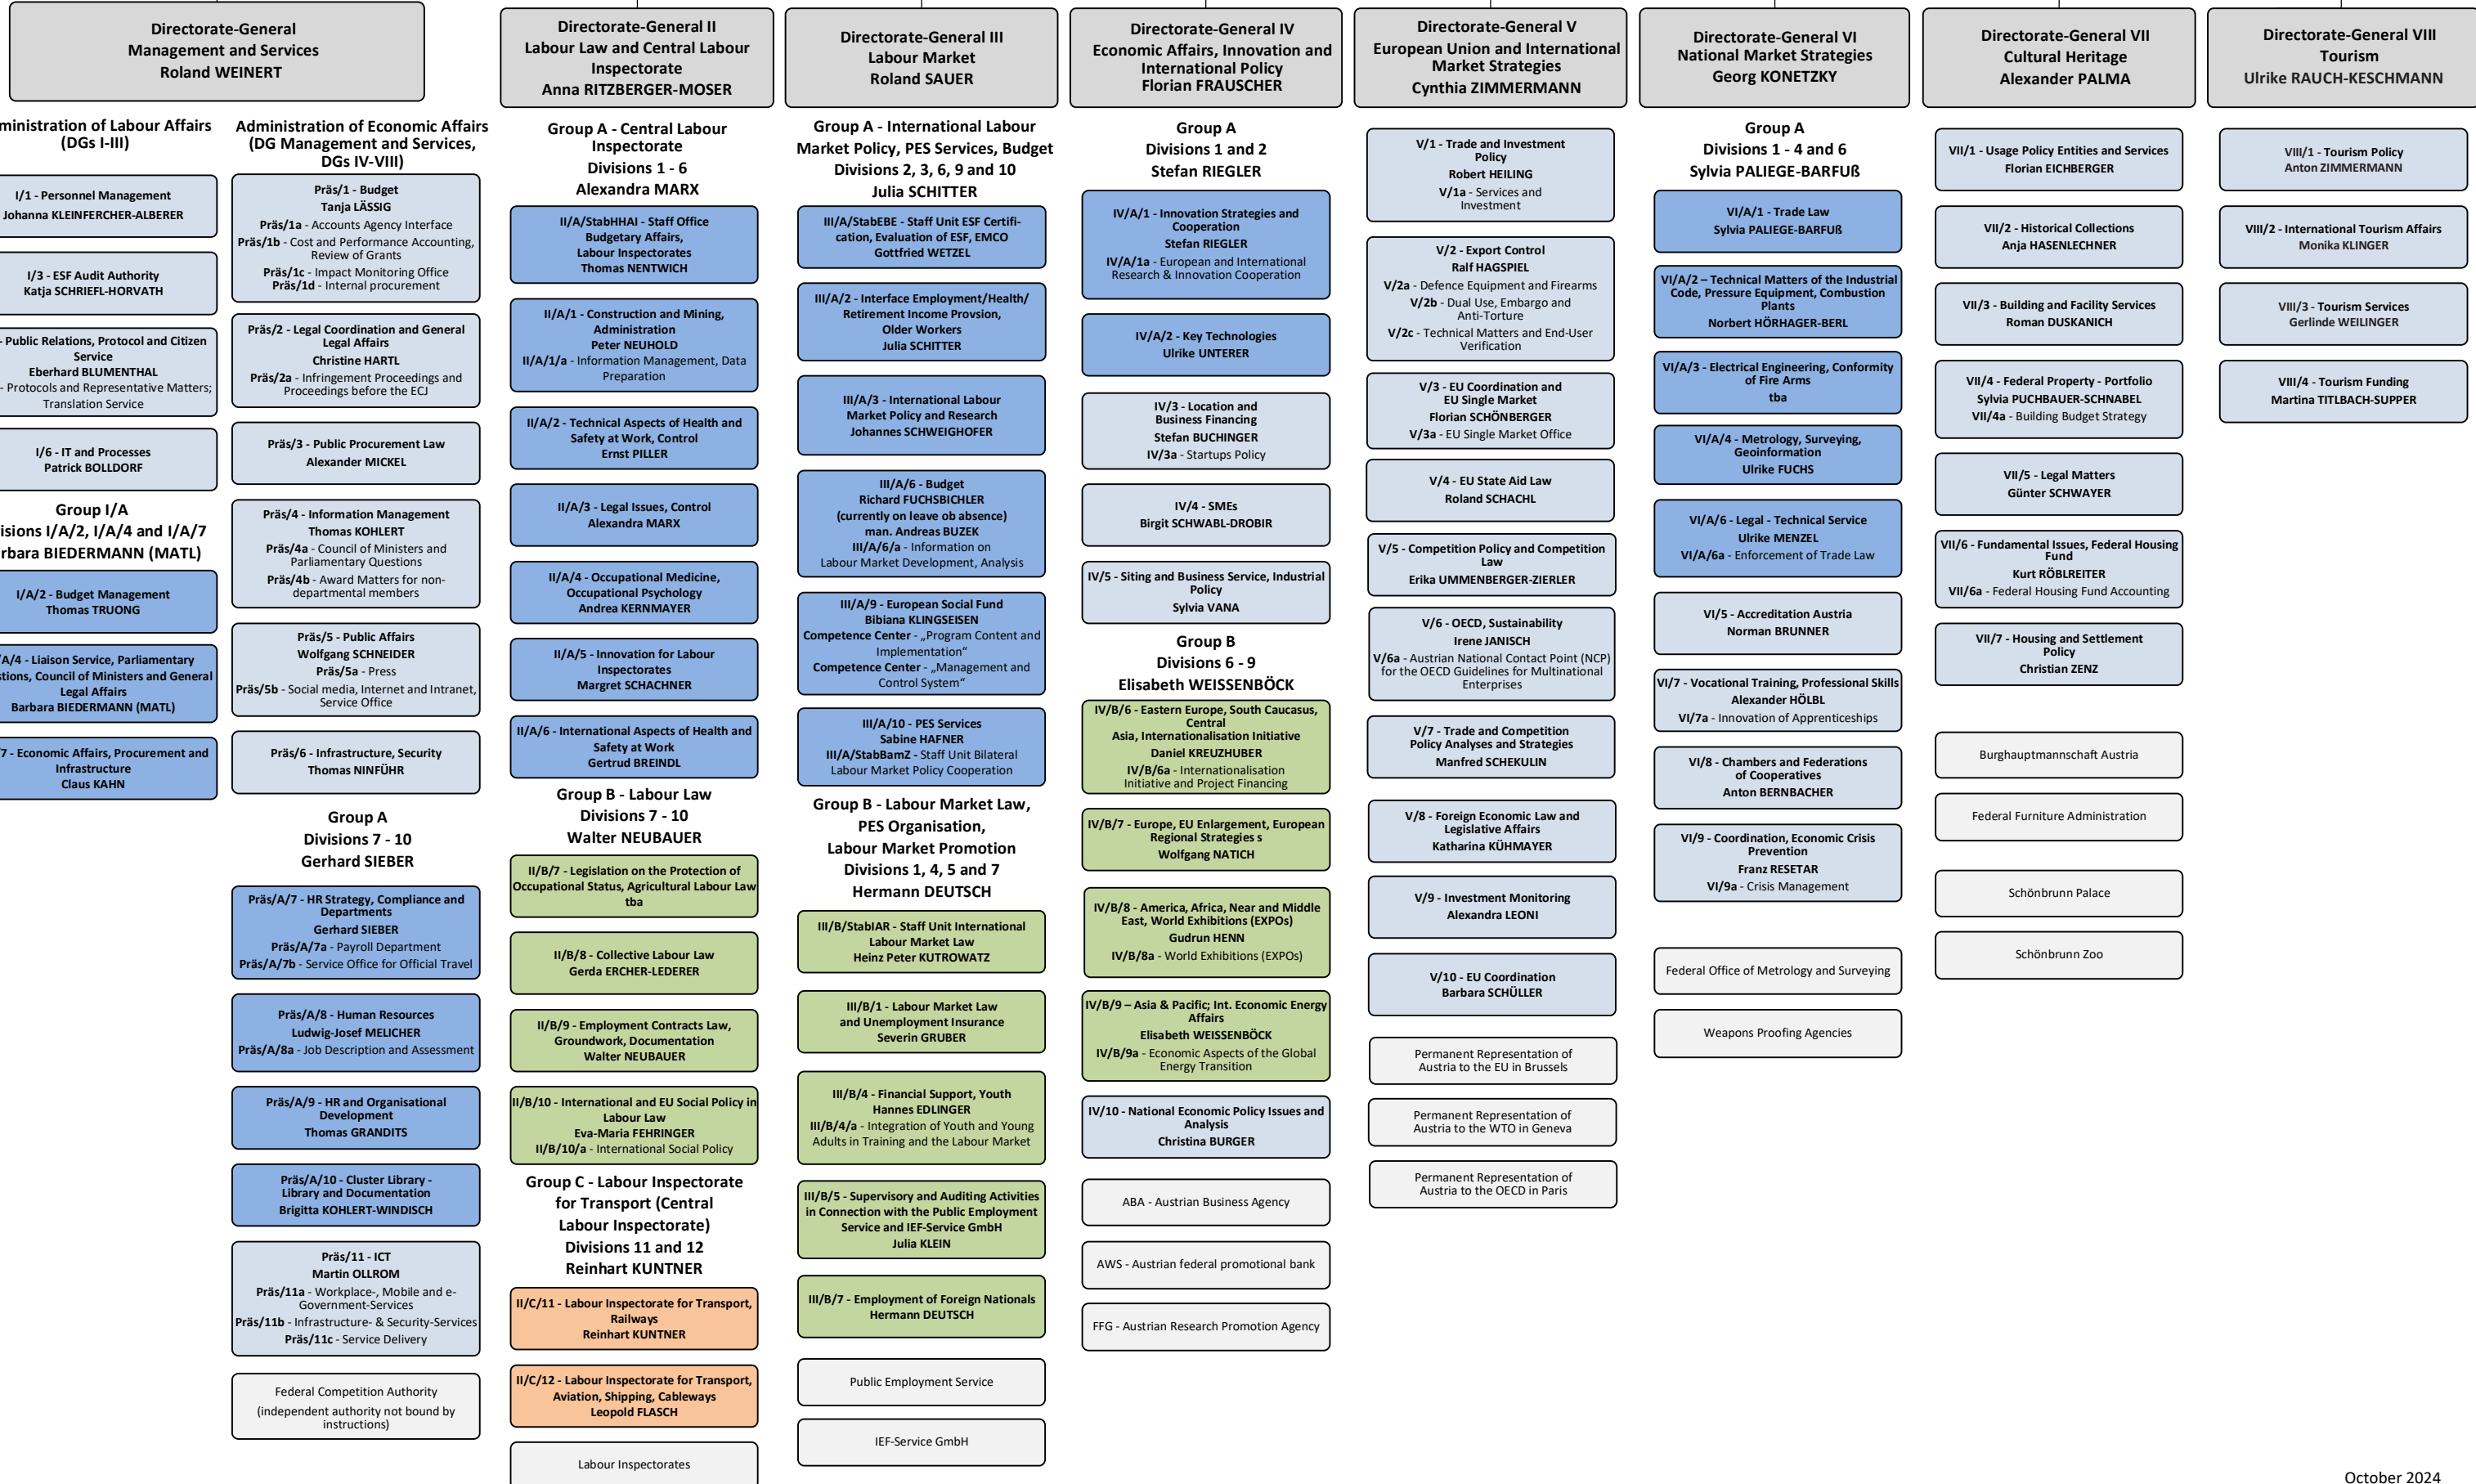 Directorate-General
Management and Services
Roland WEINERT
ministration of Labour Affairs
(DGs I-III)
I/1 - Personnel Management
Johanna KLEINFERCHER-ALBERER
I/3 - ESF Audit Authority
Katja SCHRIEFL-HORVATH
- Public Relations, Protocol and Citizen
Service
Eberhard BLUMENTHAL
- Protocols and Representative Matters;
Translation Service
I/6 - IT and Processes
Patrick BOLLDORF
Group I/A
isions I/A/2, I/A/4 and I/A/7
rbara BIEDERMANN (MATL)
I/A/2 - Budget Management
Thomas TRUONG
/A/4 - Liaison Service, Parliamentary
stions, Council of Ministers and General
Legal Affairs
Barbara BIEDERMANN (MATL)
7 - Economic Affairs, Procurement and
Infrastructure
Claus KAHN
Administration of Economic Affairs
(DG Management and Services,
DGs IV-VIII)
Präs/1 - Budget
Tanja LÄSSIG
Präs/1a - Accounts Agency Interface
Präs/1b - Cost and Performance Accounting,
Review of Grants
Präs/1c - Impact Monitoring Office
Präs/1d - Internal procurement
Präs/2 - Legal Coordination and General
Legal Affairs
Christine HARTL
Präs/2a - Infringement Proceedings and
Proceedings before the ECJ
Präs/3 - Public Procurement Law
Alexander MICKEL
Präs/4 - Information Management
Thomas KOHLERT
Präs/4a - Council of Ministers and
Parliamentary Questions
Präs/4b - Award Matters for non-
departmental members
Präs/5 - Public Affairs
Wolfgang SCHNEIDER
Präs/5a - Press
Präs/5b - Social media, Internet and Intranet,
Service Office
Präs/6 - Infrastructure, Security
Thomas NINFÜHR
Group A
Divisions 7 - 10
Gerhard SIEBER
Präs/A/7 - HR Strategy, Compliance and
Departments
Gerhard SIEBER
Präs/A/7a - Payroll Department
Präs/A/7b - Service Office for Official Travel
Präs/A/8 - Human Resources
Ludwig-Josef MELICHER
Präs/A/8a - Job Description and Assessment
Präs/A/9 - HR and Organisational
Development
Thomas GRANDITS
Präs/A/10 - Cluster Library -
Library and Documentation
Brigitta KOHLERT-WINDISCH
Präs/11 - ICT
Martin OLLROM
Präs/11a - Workplace-, Mobile and e-
Government-Services
Präs/11b - Infrastructure- & Security-Services
Präs/11c - Service Delivery
Federal Competition Authority
(independent authority not bound by
instructions)
Directorate-General II
Labour Law and Central Labour
Inspectorate
Anna RITZBERGER-MOSER
Group A - Central Labour
Inspectorate
Divisions 1 - 6
Alexandra MARX
II/A/StabHHAI - Staff Office
Budgetary Affairs,
Labour Inspectorates
Thomas NENTWICH
II/A/1 - Construction and Mining,
Administration
Peter NEUHOLD
II/A/1/a - Information Management, Data
Preparation
II/A/2 - Technical Aspects of Health and
Safety at Work, Control
Ernst PILLER
II/A/3 - Legal Issues, Control
Alexandra MARX
II/A/4 - Occupational Medicine,
Occupational Psychology
Andrea KERNMAYER
II/A/5 - Innovation for Labour
Inspectorates
Margret SCHACHNER
II/A/6 - International Aspects of Health and
Safety at Work
Gertrud BREINDL
Group B - Labour Law
Divisions 7 - 10
Walter NEUBAUER
II/B/7 - Legislation on the Protection of
Occupational Status, Agricultural Labour Law
tba
II/B/8 - Collective Labour Law
Gerda ERCHER-LEDERER
II/B/9 - Employment Contracts Law,
Groundwork, Documentation
Walter NEUBAUER
II/B/10 - International and EU Social Policy in
Labour Law
Eva-Maria FEHRINGER
II/B/10/a - International Social Policy
Group C - Labour Inspectorate
for Transport (Central
Labour Inspectorate)
Divisions 11 and 12
Reinhart KUNTNER
II/C/11 - Labour Inspectorate for Transport,
Railways
Reinhart KUNTNER
II/C/12 - Labour Inspectorate for Transport,
Aviation, Shipping, Cableways
Leopold FLASCH
Labour Inspectorates
Directorate-General III
Labour Market
Roland SAUER
Group A - International Labour
Market Policy, PES Services, Budget
Divisions 2, 3, 6, 9 and 10
Julia SCHITTER
III/A/StabEBE - Staff Unit ESF Certifi-
cation, Evaluation of ESF, EMCO
Gottfried WETZEL
III/A/2 - Interface Employment/Health/
Retirement Income Provsion,
Older Workers
Julia SCHITTER
III/A/3 - International Labour
Market Policy and Research
Johannes SCHWEIGHOFER
III/A/6 - Budget
Richard FUCHSBICHLER
(currently on leave ob absence)
man. Andreas BUZEK
III/A/6/a - Information on
Labour Market Development, Analysis
III/A/9 - European Social Fund
Bibiana KLINGSEISEN
Competence Center - „Program Content and
Implementation“
Competence Center - „Management and
Control System“
III/A/10 - PES Services
Sabine HAFNER
III/A/StabBamZ - Staff Unit Bilateral
Labour Market Policy Cooperation
Group B - Labour Market Law,
PES Organisation,
Labour Market Promotion
Divisions 1, 4, 5 and 7
Hermann DEUTSCH
III/B/StabIAR - Staff Unit International
Labour Market Law
Heinz Peter KUTROWATZ
III/B/1 - Labour Market Law
and Unemployment Insurance
Severin GRUBER
III/B/4 - Financial Support, Youth
Hannes EDLINGER
III/B/4/a - Integration of Youth and Young
Adults in Training and the Labour Market
III/B/5 - Supervisory and Auditing Activities
in Connection with the Public Employment
Service and IEF-Service GmbH
Julia KLEIN
III/B/7 - Employment of Foreign Nationals
Hermann DEUTSCH
Public Employment Service
IEF-Service GmbH
Directorate-General IV
Economic Affairs, Innovation and
International Policy
Florian FRAUSCHER
Group A
Divisions 1 and 2
Stefan RIEGLER
IV/A/1 - Innovation Strategies and
Cooperation
Stefan RIEGLER
IV/A/1a - European and International
Research & Innovation Cooperation
IV/A/2 - Key Technologies
Ulrike UNTERER
IV/3 - Location and
Business Financing
Stefan BUCHINGER
IV/3a - Startups Policy
IV/4 - SMEs
Birgit SCHWABL-DROBIR
IV/5 - Siting and Business Service, Industrial
Policy
Sylvia VANA
Group B
Divisions 6 - 9
Elisabeth WEISSENBÖCK
IV/B/6 - Eastern Europe, South Caucasus,
Central
Asia, Internationalisation Initiative
Daniel KREUZHUBER
IV/B/6a - Internationalisation
Initiative and Project Financing
IV/B/7 - Europe, EU Enlargement, European
Regional Strategie s
Wolfgang NATICH
IV/B/8 - America, Africa, Near and Middle
East, World Exhibitions (EXPOs)
Gudrun HENN
IV/B/8a - World Exhibitions (EXPOs)
IV/B/9 – Asia & Pacific; Int. Economic Energy
Affairs
Elisabeth WEISSENBÖCK
IV/B/9a - Economic Aspects of the Global
Energy Transition
IV/10 - National Economic Policy Issues and
Analysis
Christina BURGER
ABA - Austrian Business Agency
AWS - Austrian federal promotional bank
FFG - Austrian Research Promotion Agency
Directorate-General V
European Union and International
Market Strategies
Cynthia ZIMMERMANN
V/1 - Trade and Investment
Policy
Robert HEILING
V/1a - Services and
Investment
V/2 - Export Control
Ralf HAGSPIEL
V/2a - Defence Equipment and Firearms
V/2b - Dual Use, Embargo and
Anti-Torture
V/2c - Technical Matters and End-User
Verification
V/3 - EU Coordination and
EU Single Market
Florian SCHÖNBERGER
V/3a - EU Single Market Office
V/4 - EU State Aid Law
Roland SCHACHL
V/5 - Competition Policy and Competition
Law
Erika UMMENBERGER-ZIERLER
V/6 - OECD, Sustainability
Irene JANISCH
V/6a - Austrian National Contact Point (NCP)
for the OECD Guidelines for Multinational
Enterprises
V/7 - Trade and Competition
Policy Analyses and Strategies
Manfred SCHEKULIN
V/8 - Foreign Economic Law and
Legislative Affairs
Katharina KÜHMAYER
V/9 - Investment Monitoring
Alexandra LEONI
V/10 - EU Coordination
Barbara SCHÜLLER
Permanent Representation of
Austria to the EU in Brussels
Permanent Representation of
Austria to the WTO in Geneva
Permanent Representation of
Austria to the OECD in Paris
Directorate-General VI
National Market Strategies
Georg KONETZKY
Group A
Divisions 1 - 4 and 6
Sylvia PALIEGE-BARFUß
VI/A/1 - Trade Law
Sylvia PALIEGE-BARFUß
VI/A/2 – Technical Matters of the Industrial
Code, Pressure Equipment, Combustion
Plants
Norbert HÖRHAGER-BERL
VI/A/3 - Electrical Engineering, Conformity
of Fire Arms
tba
VI/A/4 - Metrology, Surveying,
Geoinformation
Ulrike FUCHS
VI/A/6 - Legal - Technical Service
Ulrike MENZEL
VI/A/6a - Enforcement of Trade Law
VI/5 - Accreditation Austria
Norman BRUNNER
VI/7 - Vocational Training, Professional Skills
Alexander HÖLBL
VI/7a - Innovation of Apprenticeships
VI/8 - Chambers and Federations
of Cooperatives
Anton BERNBACHER
VI/9 - Coordination, Economic Crisis
Prevention
Franz RESETAR
VI/9a - Crisis Management
Federal Office of Metrology and Surveying
Weapons Proofing Agencies
Directorate-General VII
Cultural Heritage
Alexander PALMA
VII/1 - Usage Policy Entities and Services
Florian EICHBERGER
VII/2 - Historical Collections
Anja HASENLECHNER
VII/3 - Building and Facility Services
Roman DUSKANICH
VII/4 - Federal Property - Portfolio
Sylvia PUCHBAUER-SCHNABEL
VII/4a - Building Budget Strategy
VII/5 - Legal Matters
Günter SCHWAYER
VII/6 - Fundamental Issues, Federal Housing
Fund
Kurt RÖBLREITER
VII/6a - Federal Housing Fund Accounting
VII/7 - Housing and Settlement
Policy
Christian ZENZ
Burghauptmannschaft Austria
Federal Furniture Administration
Schönbrunn Palace
Schönbrunn Zoo
Directorate-General VIII
Tourism
Ulrike RAUCH-KESCHMANN
VIII/1 - Tourism Policy
Anton ZIMMERMANN
VIII/2 - International Tourism Affairs
Monika KLINGER
VIII/3 - Tourism Services
Gerlinde WEILINGER
VIII/4 - Tourism Funding
Martina TITLBACH-SUPPER
October 2024